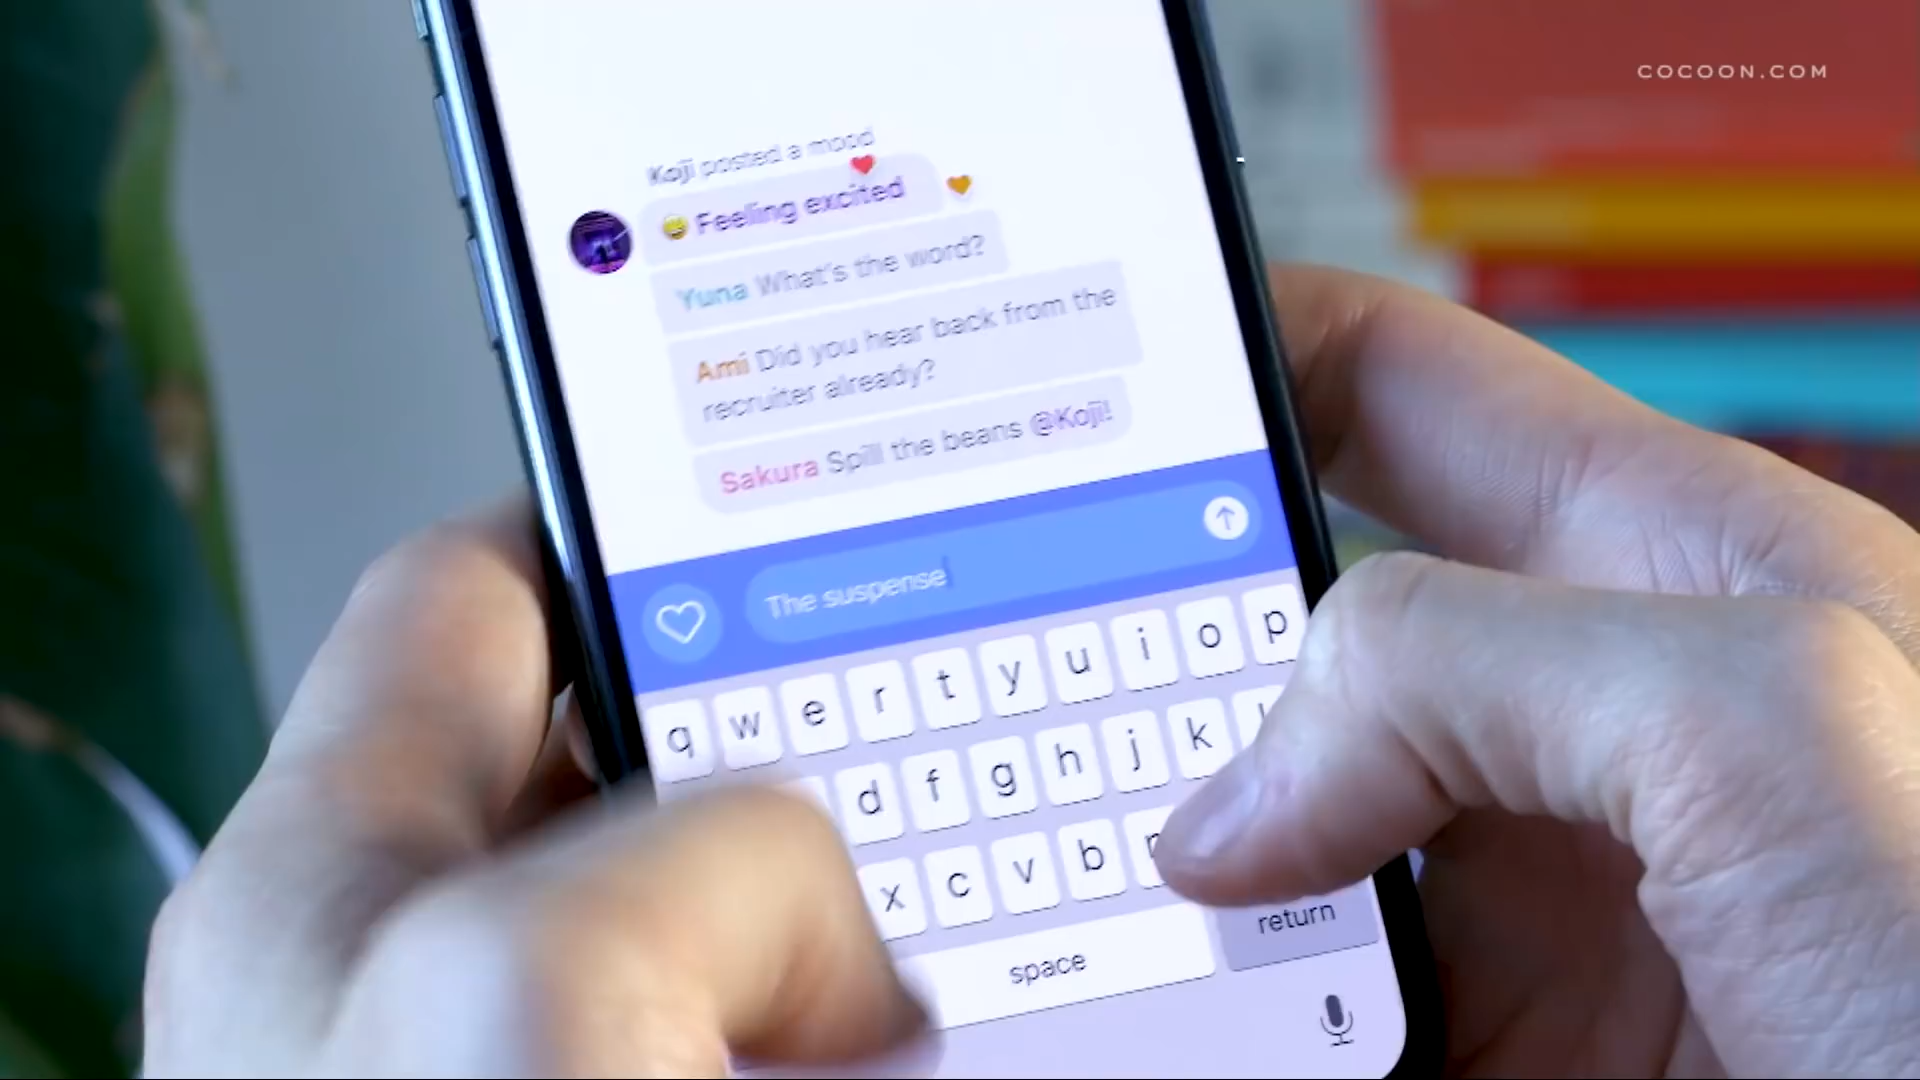 COCOON.COM
Koji posted a mood
Feeling excited
Yuna What's the word?
Ami Did you hear back from the
recruiter already?
Sakura Spill the beans @Koji!
The suspense
q w e r t y u i o p
d f g h j k
x c v b
return
space